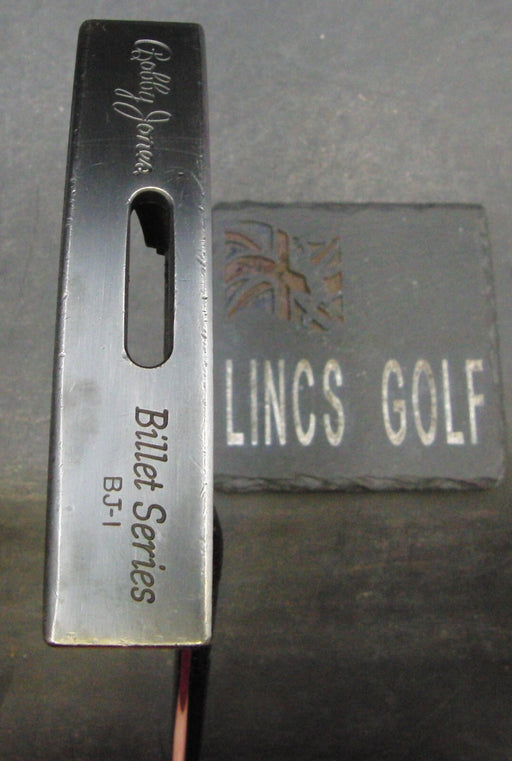 Bobby Jones
Billet Series
BJ-1
LINCS GOLF